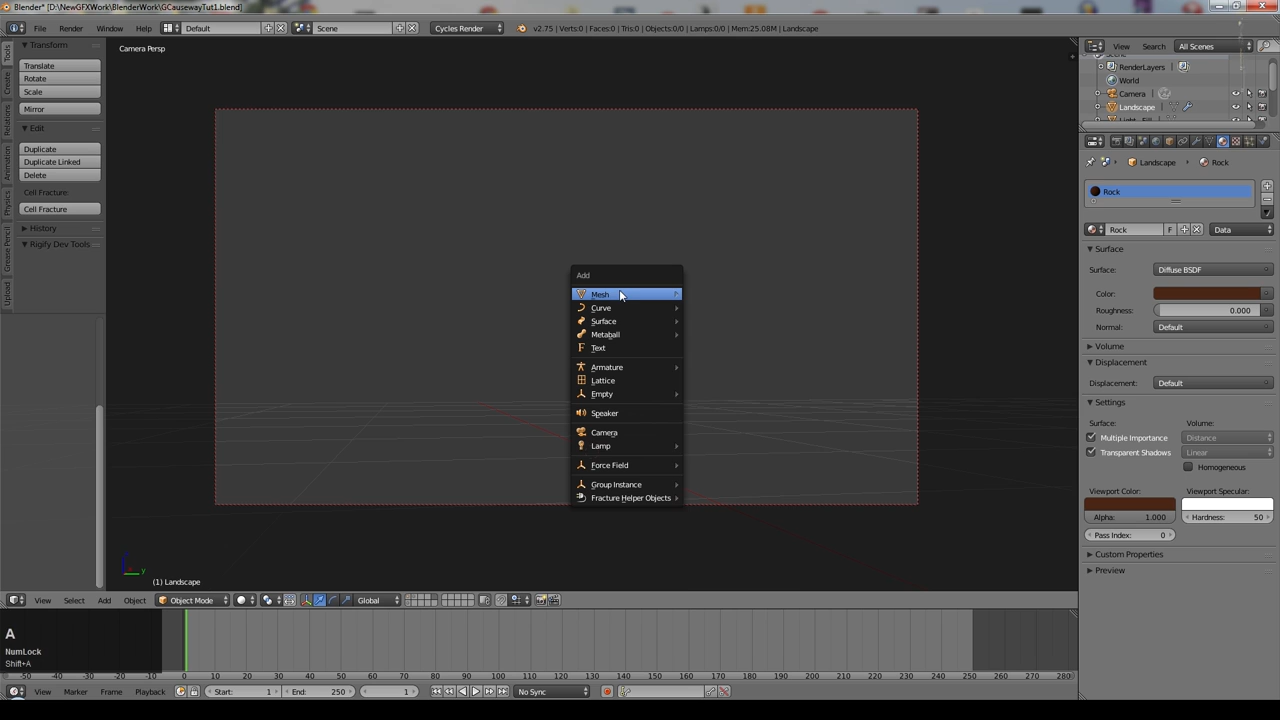 Blender* [D:\NewGFXWork\BlenderWork\GCausewayTut1.blend]
File Render Window Help Default Scene Cycles Render v2.75 | Verts:0 | Faces:0 | Tris:0 | Objects:0/0 | Lamps:0/0 | Mem:25.08M | Landscape
Tools
Create
Relations
Animation
Physics
Grease Pencil
Upload
Transform
Translate
Rotate
Scale
Mirror
Edit
Duplicate
Duplicate Linked
Delete
Cell Fracture:
Cell Fracture
History
Rigify Dev Tools
Camera Persp
Add
Mesh
Curve
Surface
Metaball
Text
Armature
Lattice
Empty
Speaker
Camera
Lamp
Force Field
Group Instance
Fracture Helper Objects
y
(1) Landscape
View Select Add Object Object Mode Global
A
NumLock
Shift+A
-50 -40 -30 -20 -10 0 10 20 30 40 50 60 70 80 90 100 110 120 130 140 150 160 170 180 190 200 210 220 230 240 250 260 270 280
View Marker Frame Playback Start: 1 End: 250 1 No Sync
View Search All Scenes
RenderLayers
World
Camera
Landscape
Landscape Rock
Rock
Rock F Data
Surface
Surface: Diffuse BSDF
Color:
Roughness: 0.000
Normal: Default
Volume
Displacement
Displacement: Default
Settings
Surface: Volume:
Multiple Importance Distance
Transparent Shadows Linear
Homogeneous
Viewport Color: Viewport Specular:
Alpha: 1.000 Hardness: 50
Pass Index: 0
Custom Properties
Preview